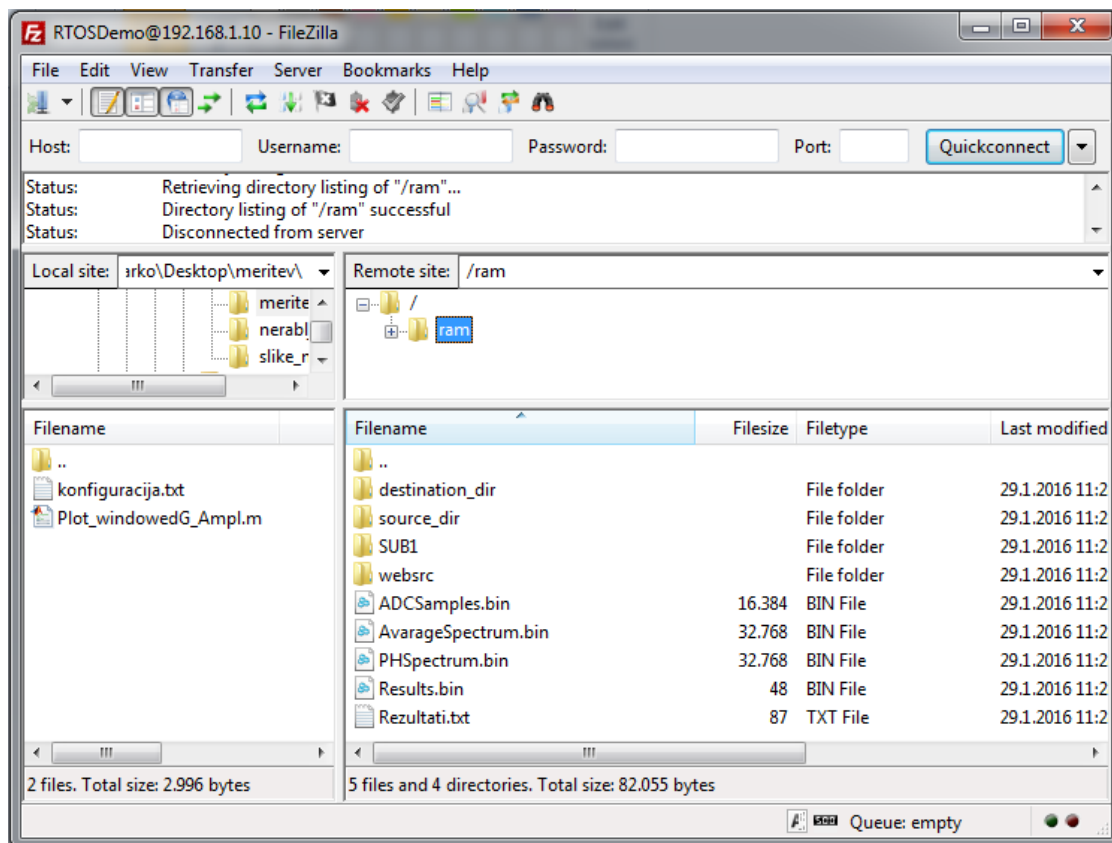 RTOSDemo@192.168.1.10 - FileZilla
File Edit View Transfer Server Bookmarks Help
Host: Username: Password: Port: Quickconnect
Status: Retrieving directory listing of "/ram"...
Status: Directory listing of "/ram" successful
Status: Disconnected from server
Local site: arko\Desktop\meritev\ Remote site: /ram
merite
nerabl
slike_r
/
ram
Filename
..
konfiguracija.txt
Plot_windowedG_Ampl.m
2 files. Total size: 2.996 bytes
Filename Filesize Filetype Last modified
..
destination_dir File folder 29.1.2016 11:2
source_dir File folder 29.1.2016 11:2
SUB1 File folder 29.1.2016 11:2
websrc File folder 29.1.2016 11:2
ADCSamples.bin 16.384 BIN File 29.1.2016 11:2
AvarageSpectrum.bin 32.768 BIN File 29.1.2016 11:2
PHSpectrum.bin 32.768 BIN File 29.1.2016 11:2
Results.bin 48 BIN File 29.1.2016 11:2
Rezultati.txt 87 TXT File 29.1.2016 11:2
5 files and 4 directories. Total size: 82.055 bytes
Queue: empty